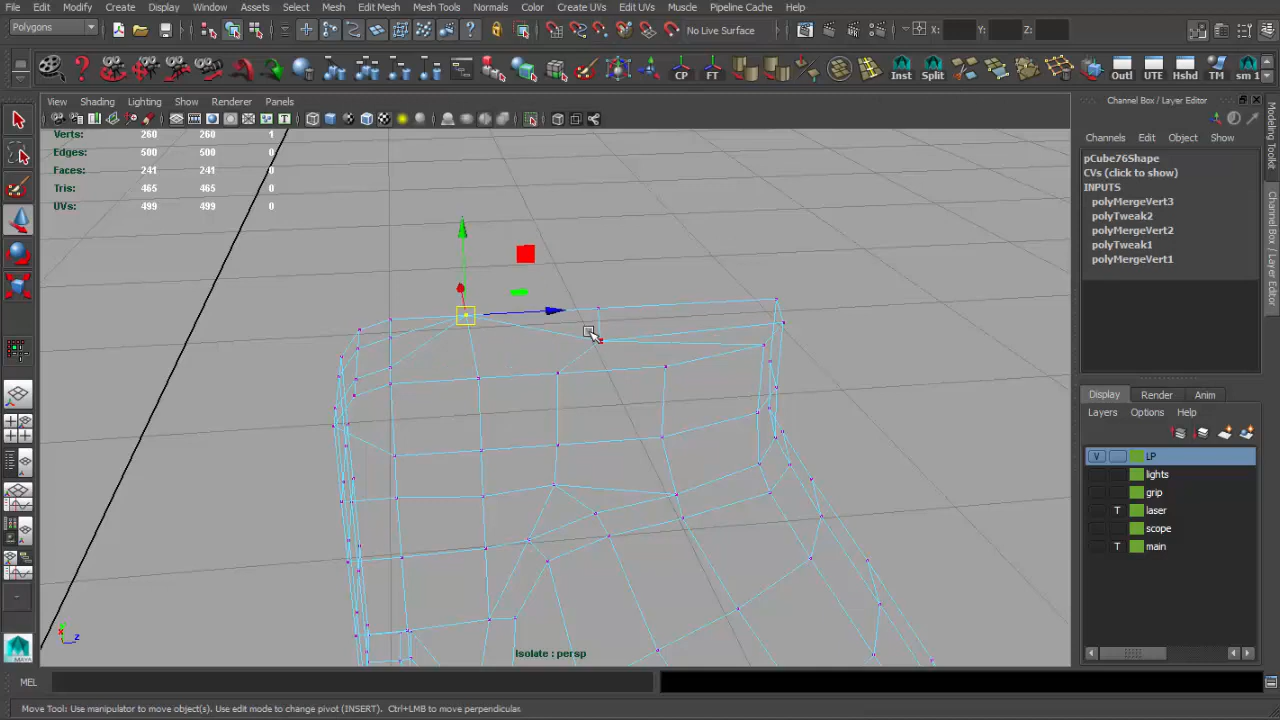 File Edit Modify Create Display Window Assets Select Mesh Edit Mesh Mesh Tools Normals Color Create UVs Edit UVs Muscle Pipeline Cache Help
Polygons No Live Surface X: Y: Z:
CP FT Inst Split Outl UTE Hshd TM sm 1
View Shading Lighting Show Renderer Panels
Channel Box / Layer Editor
Verts: 260 260 1
Edges: 500 500 0
Faces: 241 241 0
Tris: 465 465 0
UVs: 499 499 0
Channels Edit Object Show
pCube76Shape
CVs (click to show)
INPUTS
polyMergeVert3
polyTweak2
polyMergeVert2
polyTweak1
polyMergeVert1
Modeling Toolkit
Channel Box / Layer Editor
Display Render Anim
Layers Options Help
V LP
lights
grip
T laser
scope
T main
z
Isolate : persp
MEL
Move Tool: Use manipulator to move object(s). Use edit mode to change pivot (INSERT). Ctrl+LMB to move perpendicular.